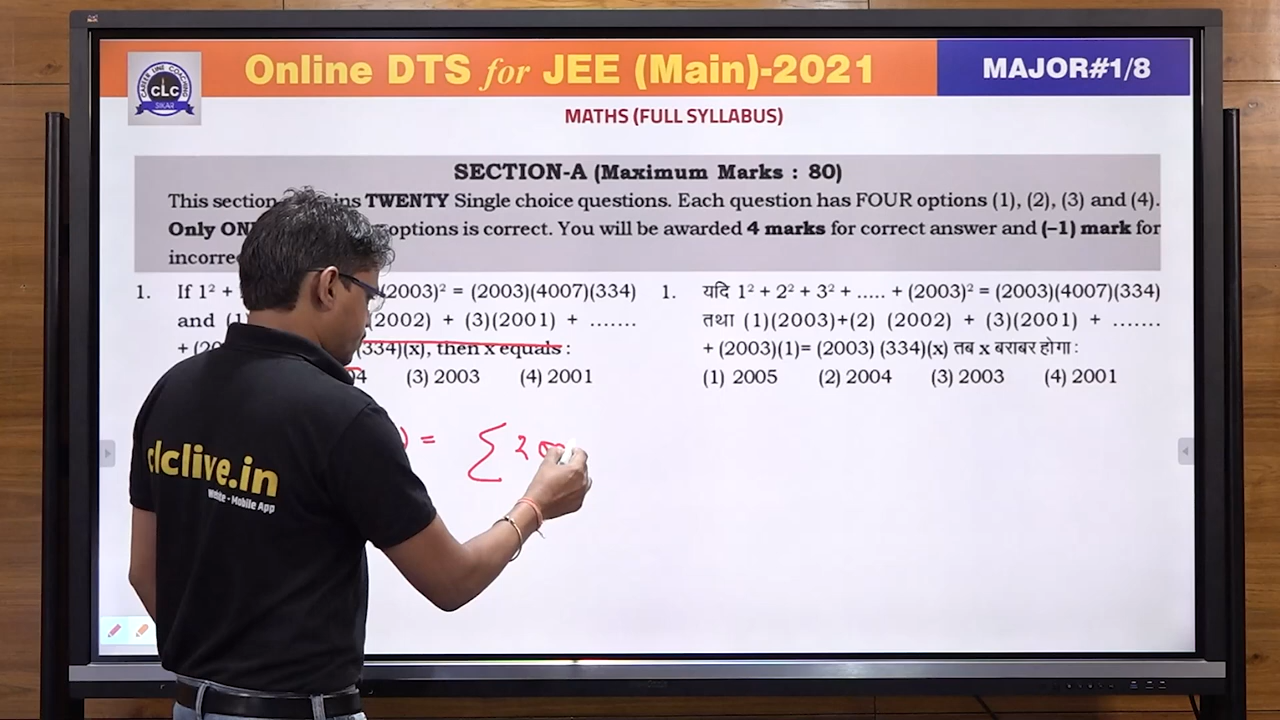 Online DTS for JEE (Main)-2021
MAJOR#1/8
CAREER LINE COACHING
CLC
SIKAR
MATHS (FULL SYLLABUS)
SECTION-A (Maximum Marks : 80)
This section TWENTY Single choice questions. Each question has FOUR options (1), (2), (3) and (4).
Only options is correct. You will be awarded 4 marks for correct answer and (–1) mark for
1. If 1² + (2003)² = (2003)(4007)(334)
and (2002) + (3)(2001) + .......
(334)(x), then x equals :
(3) 2003 (4) 2001
1. यदि 1² + 2² + 3² + ..... + (2003)² = (2003)(4007)(334)
तथा (1)(2003)+(2) (2002) + (3)(2001) + .......
+ (2003)(1)= (2003) (334)(x) तब x बराबर होगा :
(1) 2005 (2) 2004 (3) 2003 (4) 2001
) = ∑ 200
clclive.in
Website - Mobile App